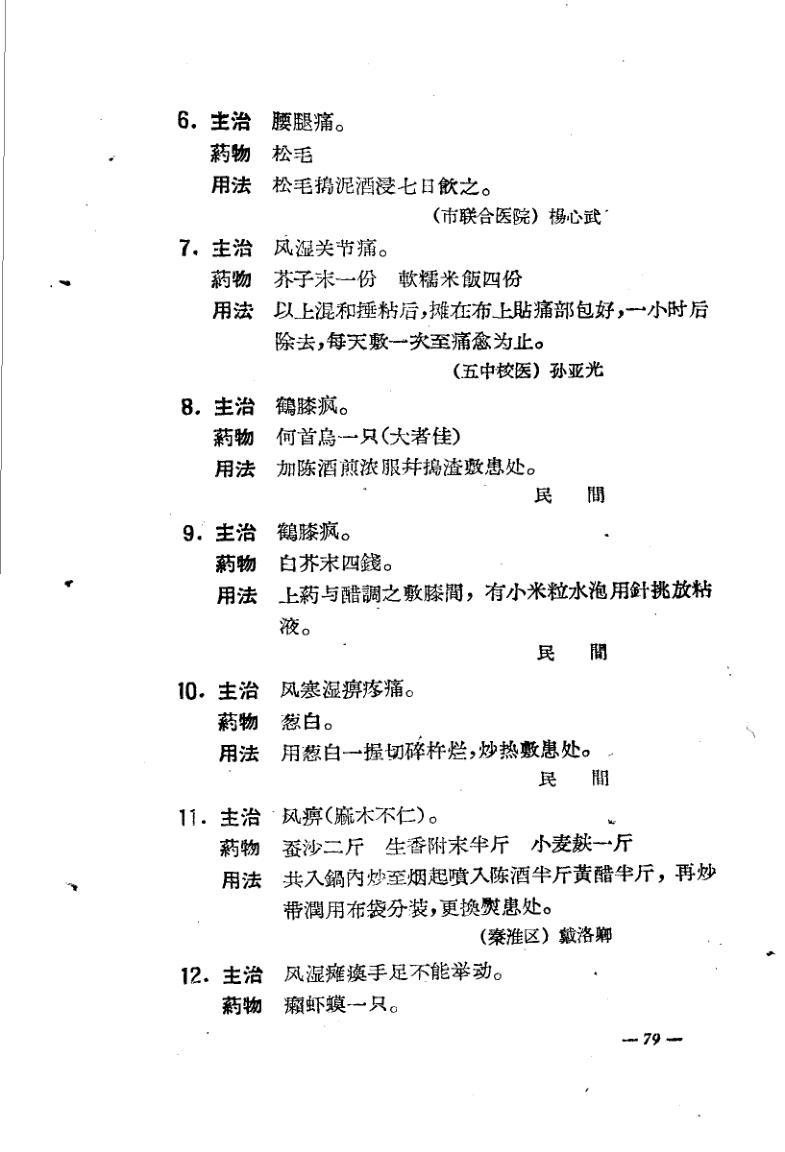 6. 主治 腰腿痛。
葯物 松毛
用法 松毛捣泥酒浸七日飲之。
(市联合医院) 楊心武
7. 主治 风湿关节痛。
葯物 芥子末一份 軟糯米飯四份
用法 以上混和捶粘后,摊在布上貼痛部包好,一小时后
除去,每天敷一次至痛愈为止。
(五中校医) 孙亚光
8. 主治 鶴膝疯。
葯物 何首烏一只(大者佳)
用法 加陈酒煎浓服幷搗渣敷患处。
民 間
9. 主治 鶴膝疯。
葯物 白芥末四錢。
用法 上葯与醋調之敷膝間,有小米粒水泡用針挑放粘
液。
民 間
10. 主治 风寒湿痹疼痛。
葯物 葱白。
用法 用葱白一握切碎杵烂,炒热敷患处。
民 間
11. 主治 风痹(麻木不仁)。
葯物 蚕沙二斤 生香附末半斤 小麦麸一斤
用法 共入鍋內炒至烟起噴入陈酒半斤黃醋半斤,再炒
带潤用布袋分装,更换熨患处。
(秦淮区) 戴洛卿
12. 主治 风湿瘫痪手足不能举动。
葯物 癩虾蟆一只。
— 79 —